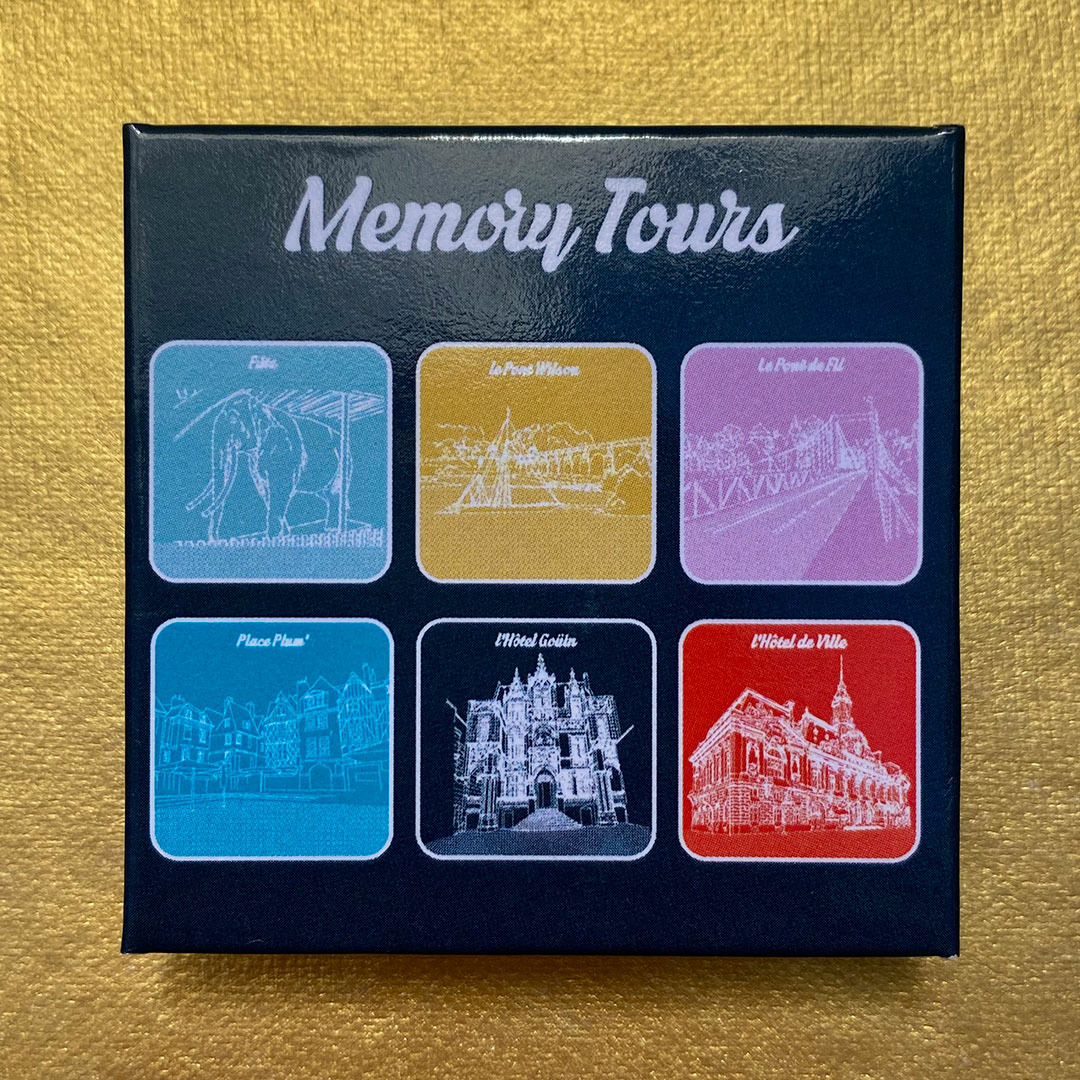 Memory Tours
Fritz
Le Pont Wilson
Le Pont de Fil
Place Plum'
l'Hôtel Goüin
l'Hôtel de Ville